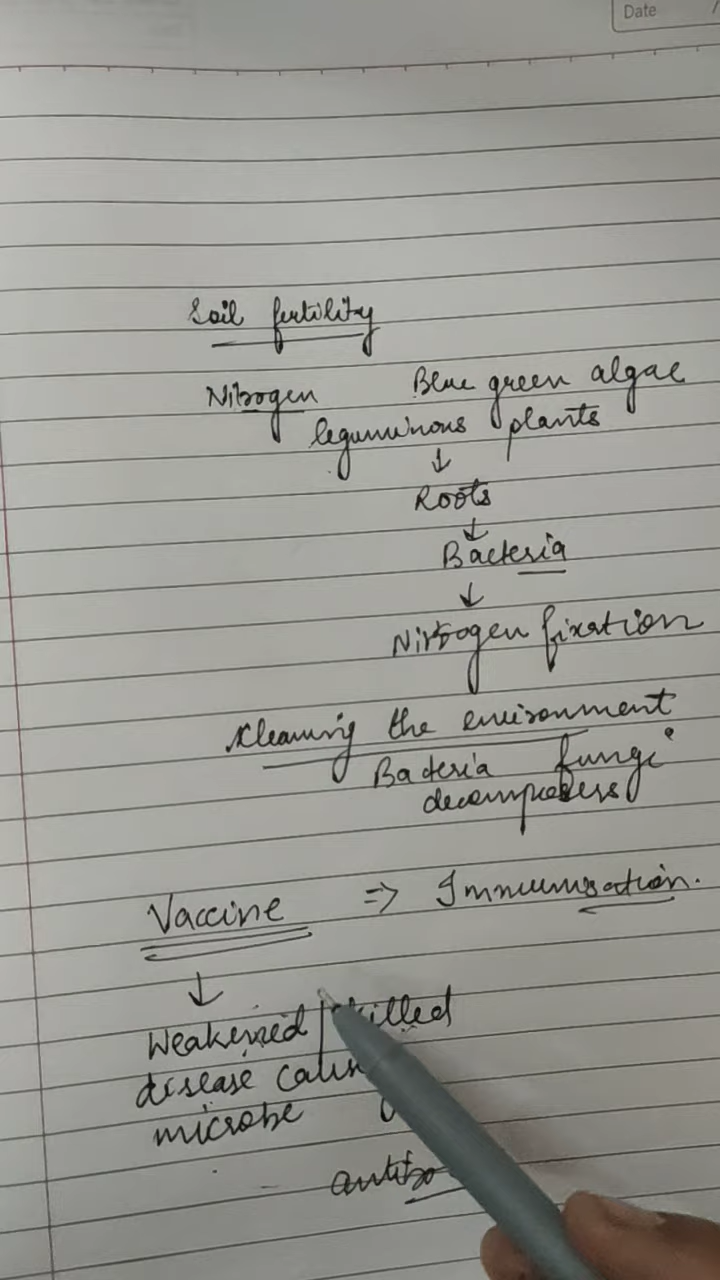 Date
Soil fertility
Nitrogen Blue green algae
leguminous plants
↓
Roots
↓
Bacteria
↓
Nitrogen fixation
Cleaning the environment
Bacteria fungi
decomposers
Vaccine ⇒ Immunisation.
↓
Weakened | killed
disease
microbe